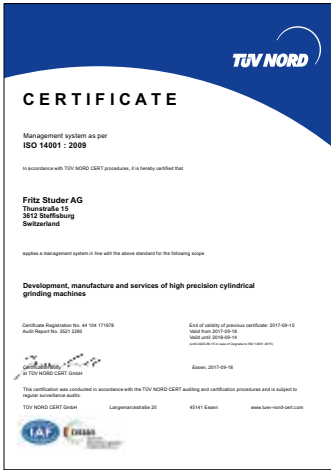 TÜV NORD
CERTIFICATE
Management system as per
ISO 14001 : 2009
In accordance with TÜV NORD CERT procedures, it is hereby certified that
Fritz Studer AG
Thunstraße 15
3612 Steffisburg
Switzerland
applies a management system in line with the above standard for the following scope
Development, manufacture and services of high precision cylindrical
grinding machines
Certificate Registration No. 44 104 171978
Audit Report No. 3521 2280
End of validity of previous certificate: 2017-09-15
Valid from 2017-09-18
Valid until 2018-09-14
Certification Body
at TÜV NORD CERT GmbH
Essen, 2017-09-18
This certification was conducted in accordance with the TÜV NORD CERT auditing and certification procedures and is subject to
regular surveillance audits.
TÜV NORD CERT GmbH Langemarckstraße 20 45141 Essen www.tuev-nord-cert.com
IAF
DAkkS